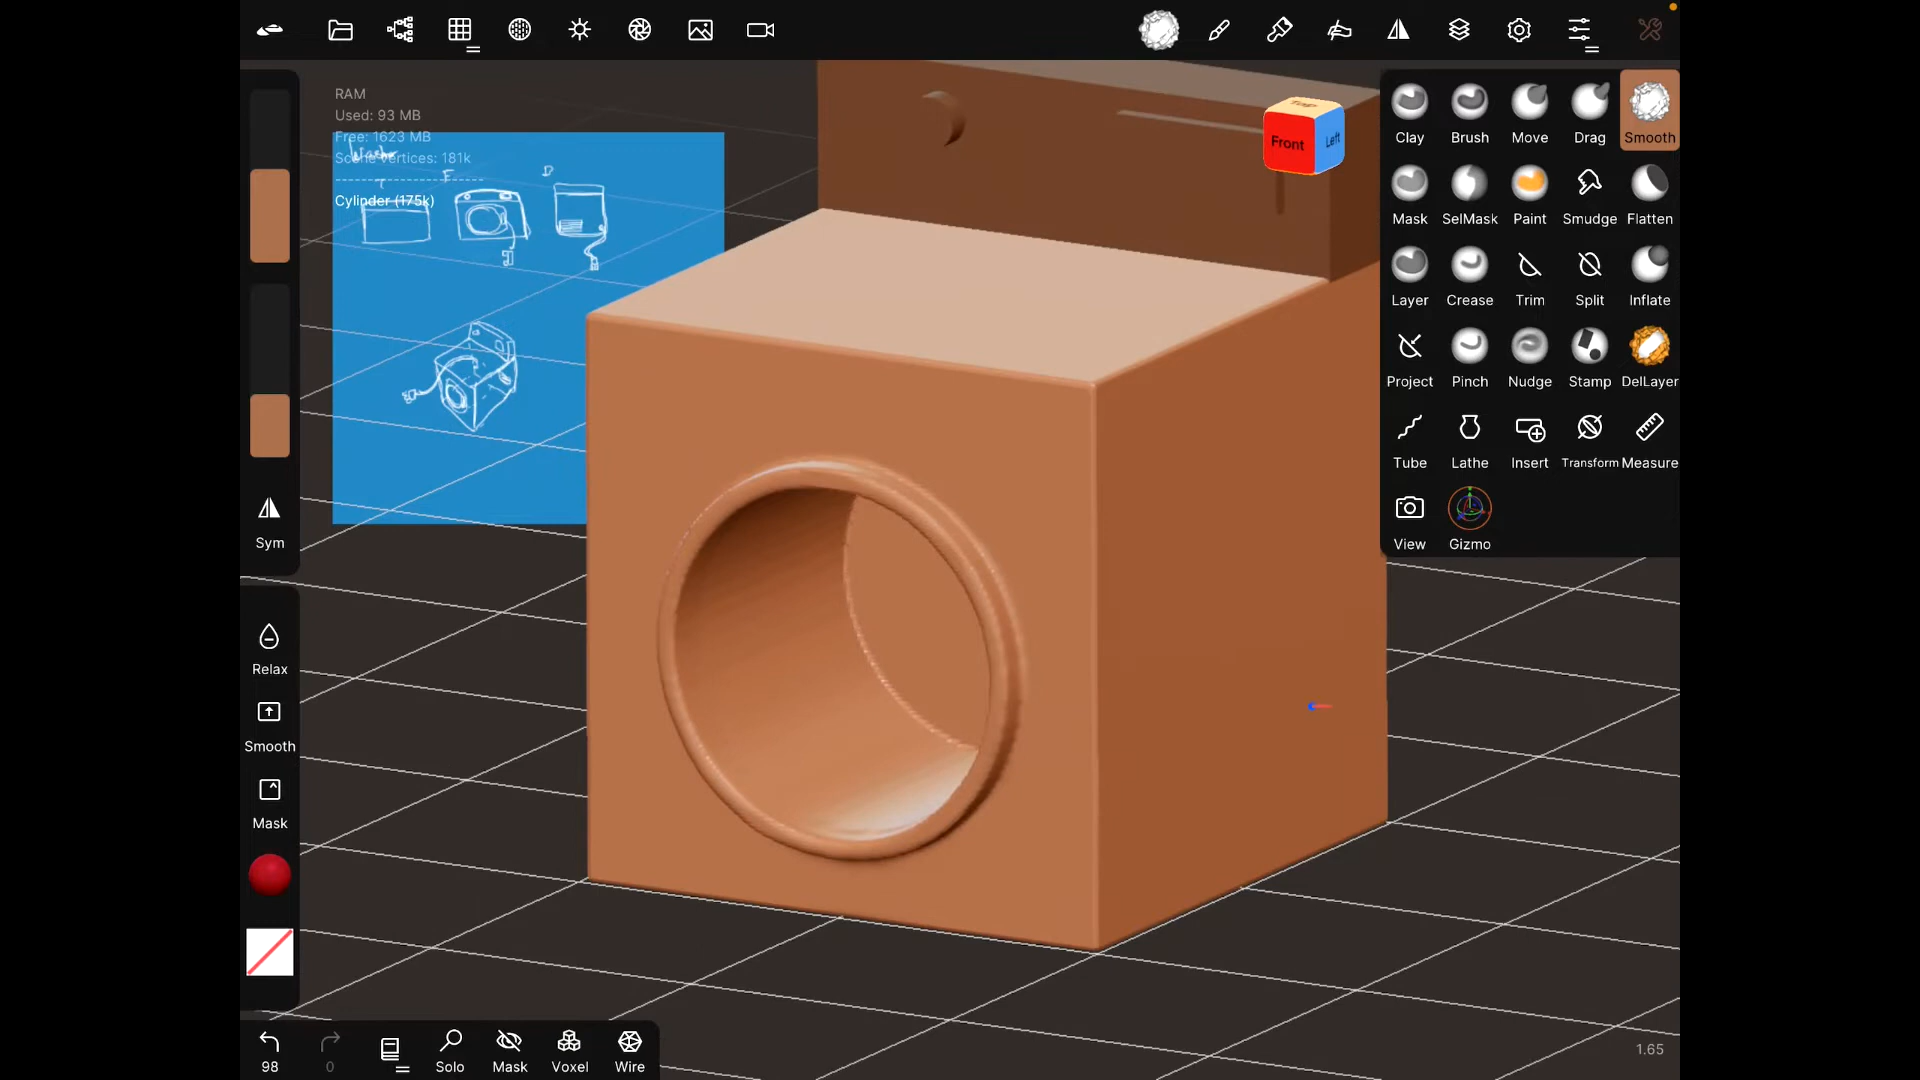 RAM
Used: 93 MB
Free: 1623 MB
Scene vertices: 181k
Cylinder (175k)
Washer
T F D
Top
Front Left
Clay Brush Move Drag Smooth
Mask SelMask Paint Smudge Flatten
Layer Crease Trim Split Inflate
Project Pinch Nudge Stamp DelLayer
Tube Lathe Insert Transform Measure
View Gizmo
Sym
Relax
Smooth
Mask
98 0 Solo Mask Voxel Wire
1.65